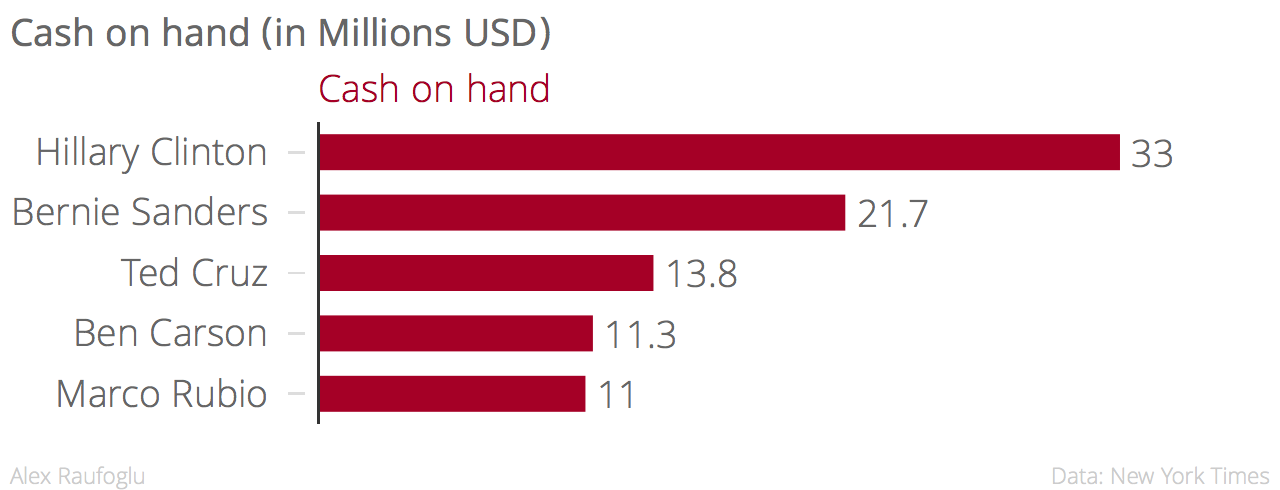 Cash on hand (in Millions USD)
Cash on hand
Hillary Clinton 33
Bernie Sanders 21.7
Ted Cruz 13.8
Ben Carson 11.3
Marco Rubio 11
Alex Raufoglu Data: New York Times